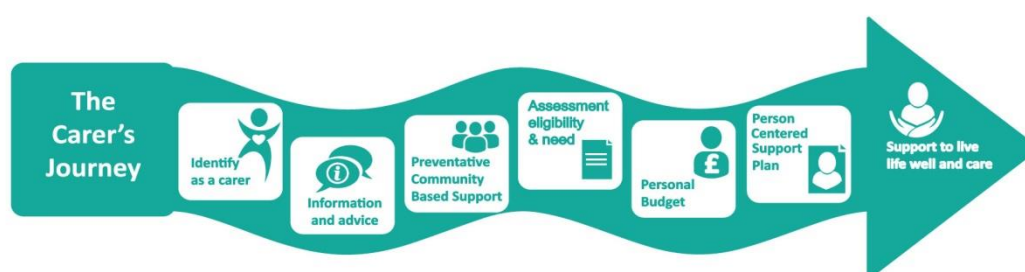 The
Carer's
Journey
Identify
as a carer
Information
and advice
Preventative
Community
Based Support
Assessment
eligibility
& need
£
Personal
Budget
Person
Centered
Support
Plan
Support to live
life well and care